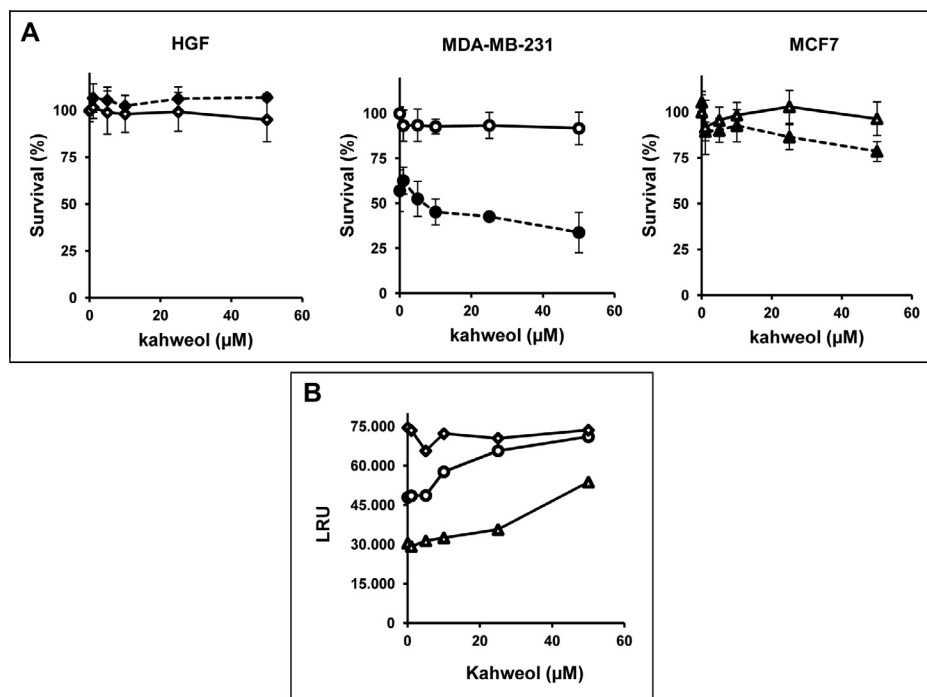 A
HGF
MDA-MB-231
MCF7
Survival (%)
100
75
50
25
0
0 20 40 60
kahweol (µM)
Survival (%)
100
75
50
25
0
0 20 40 60
kahweol (µM)
Survival (%)
100
75
50
25
0
0 20 40 60
kahweol (µM)
B
LRU
75.000
60.000
45.000
30.000
15.000
0
0 20 40 60
Kahweol (µM)